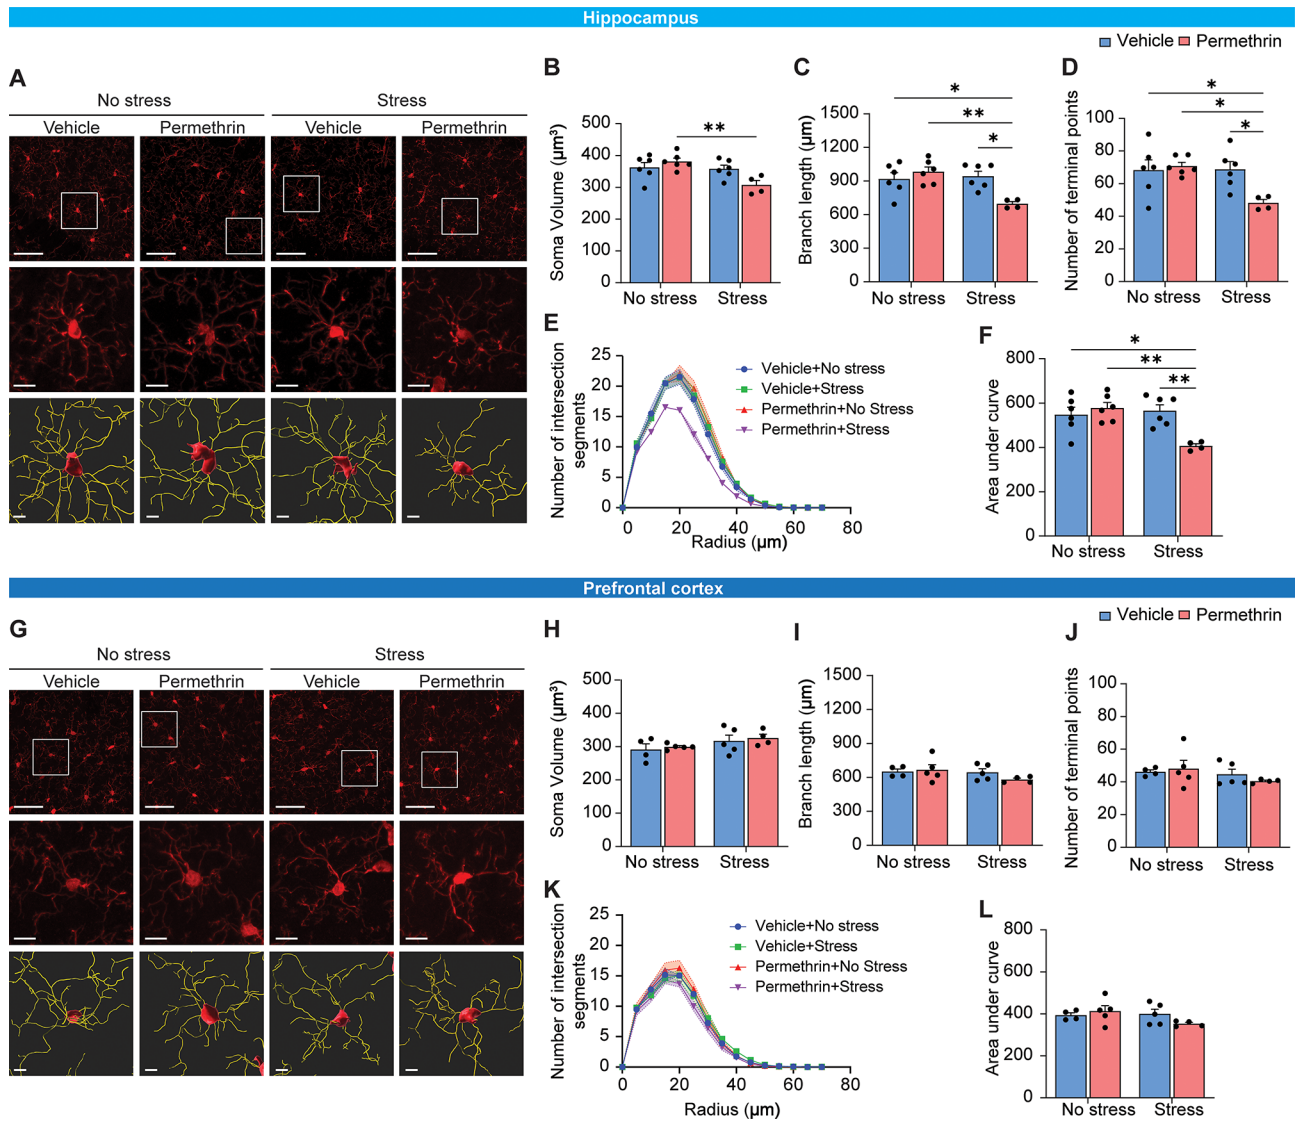 Hippocampus
Vehicle Permethrin
A
No stress Stress
Vehicle Permethrin Vehicle Permethrin
B
Soma Volume (µm³)
500
400
300
200
100
0
**
No stress Stress
C
Branch length (µm)
1500
1200
900
600
300
0
*
**
*
No stress Stress
D
Number of terminal points
100
80
60
40
20
0
*
*
*
No stress Stress
E
Number of intersection
segments
25
20
15
10
5
0
0 20 40 60 80
Radius (µm)
Vehicle+No stress
Vehicle+Stress
Permethrin+No Stress
Permethrin+Stress
F
Area under curve
800
600
400
200
0
*
**
**
No stress Stress
Prefrontal cortex
Vehicle Permethrin
G
No stress Stress
Vehicle Permethrin Vehicle Permethrin
H
Soma Volume (µm³)
500
400
300
200
100
0
No stress Stress
I
Branch length (µm)
1500
1200
900
600
300
0
No stress Stress
J
Number of terminal points
100
80
60
40
20
0
No stress Stress
K
Number of intersection
segments
25
20
15
10
5
0
0 20 40 60 80
Radius (µm)
Vehicle+No stress
Vehicle+Stress
Permethrin+No Stress
Permethrin+Stress
L
Area under curve
800
600
400
200
0
No stress Stress